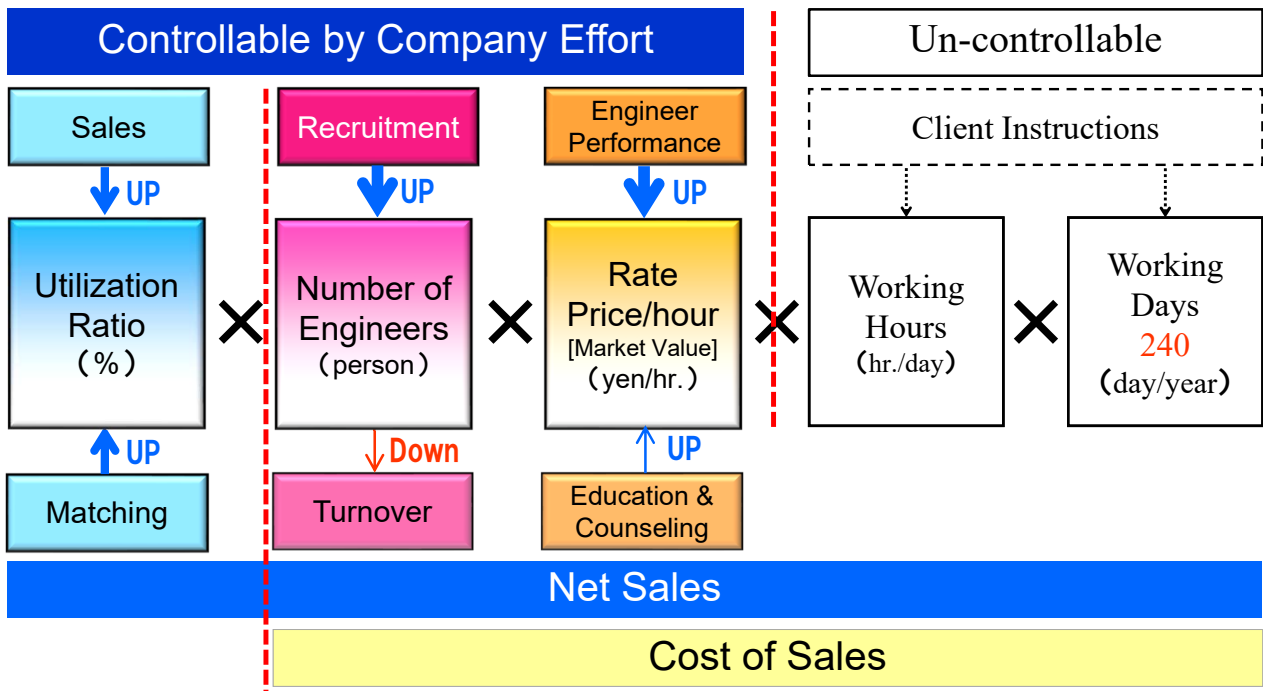 Controllable by Company Effort
Un-controllable
Sales
Recruitment
Engineer
Performance
Client Instructions
UP
UP
UP
Utilization
Ratio
(%)
×
Number of
Engineers
(person)
×
Rate
Price/hour
[Market Value]
(yen/hr.)
×
Working
Hours
(hr./day)
×
Working
Days
240
(day/year)
UP
Down
UP
Matching
Turnover
Education &
Counseling
Net Sales
Cost of Sales